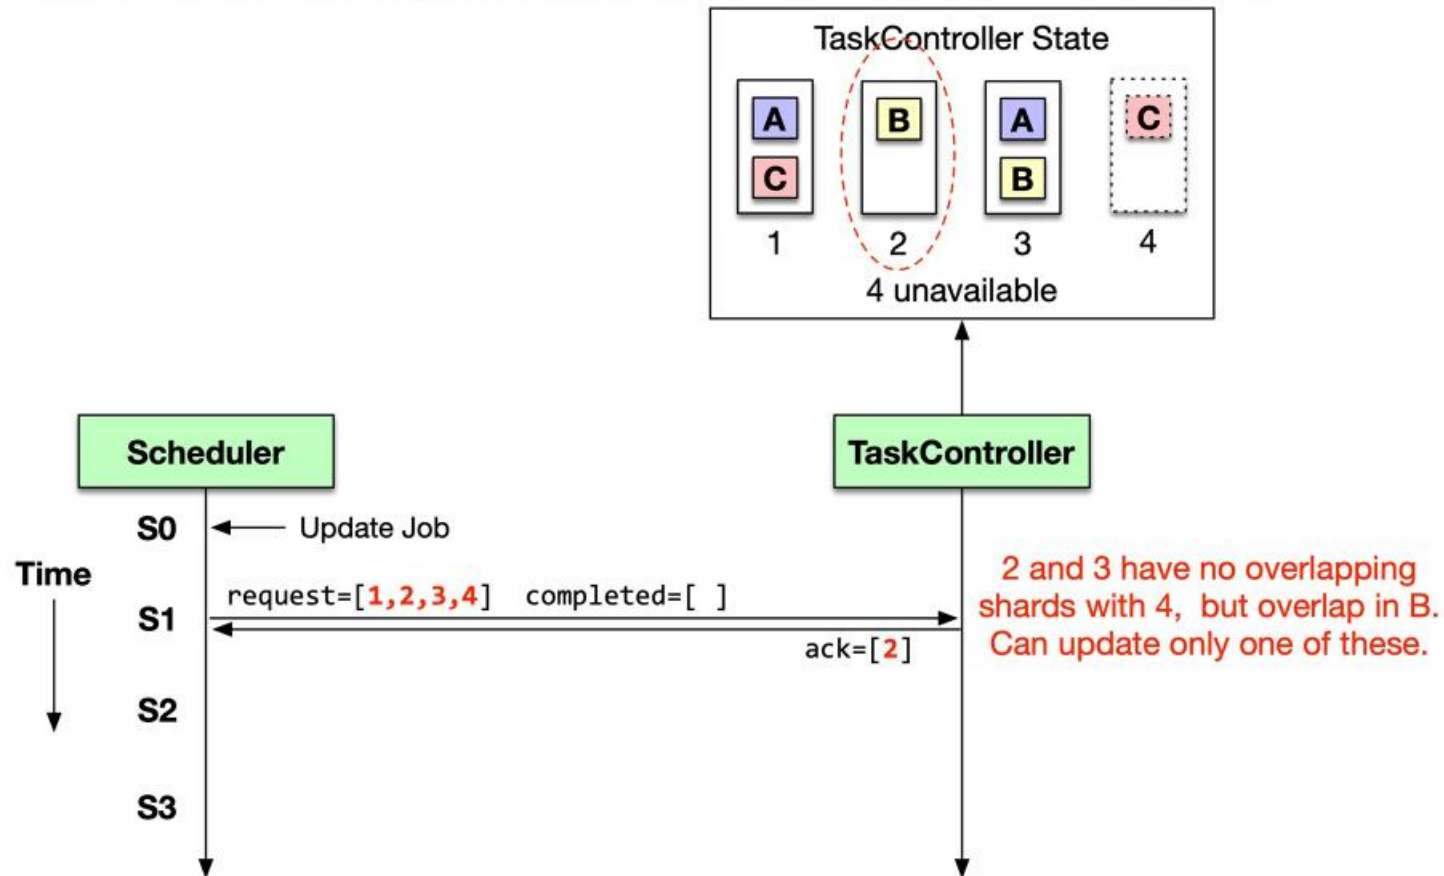 TaskController State
A
B
A
C
C
B
1
2
3
4
4 unavailable
Scheduler
TaskController
S0
Update Job
Time
request=[1,2,3,4] completed=[ ]
S1
ack=[2]
2 and 3 have no overlapping
shards with 4, but overlap in B.
Can update only one of these.
S2
S3